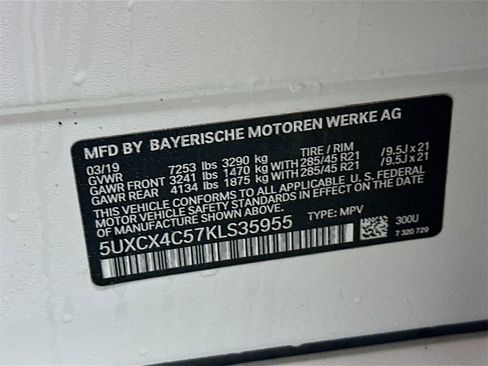 MFD BY BAYERISCHE MOTOREN WERKE AG
03/19 7253 lbs 3290 kg TIRE / RIM
GVWR
GAWR FRONT 3241 lbs 1470 kg WITH 285/45 R21 /9.5J x 21
GAWR REAR 4134 lbs 1875 kg WITH 285/45 R21 /9.5J x 21
THIS VEHICLE CONFORMS TO ALL APPLICABLE U.S. FEDERAL
MOTOR VEHICLE SAFETY STANDARDS IN EFFECT ON THE DATE
OF MANUFACTURE SHOWN ABOVE.
5UXCX4C57KLS35955 TYPE: MPV
300U
7 320 729